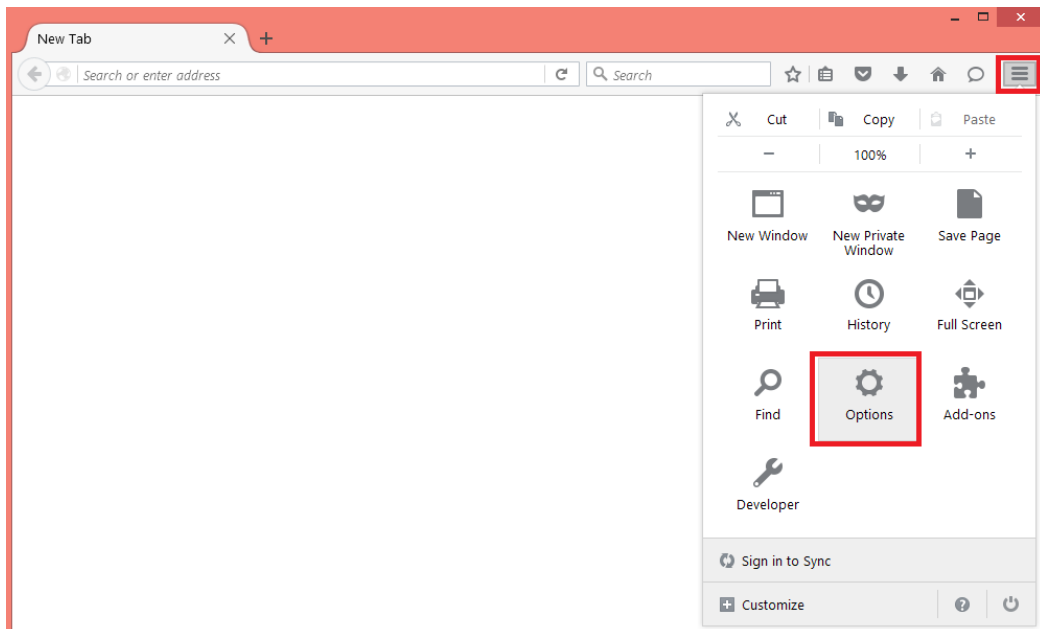 New Tab
Search or enter address
Search
Cut Copy Paste
100%
New Window New Private Save Page
Window
Print History Full Screen
Find Options Add-ons
Developer
Sign in to Sync
Customize